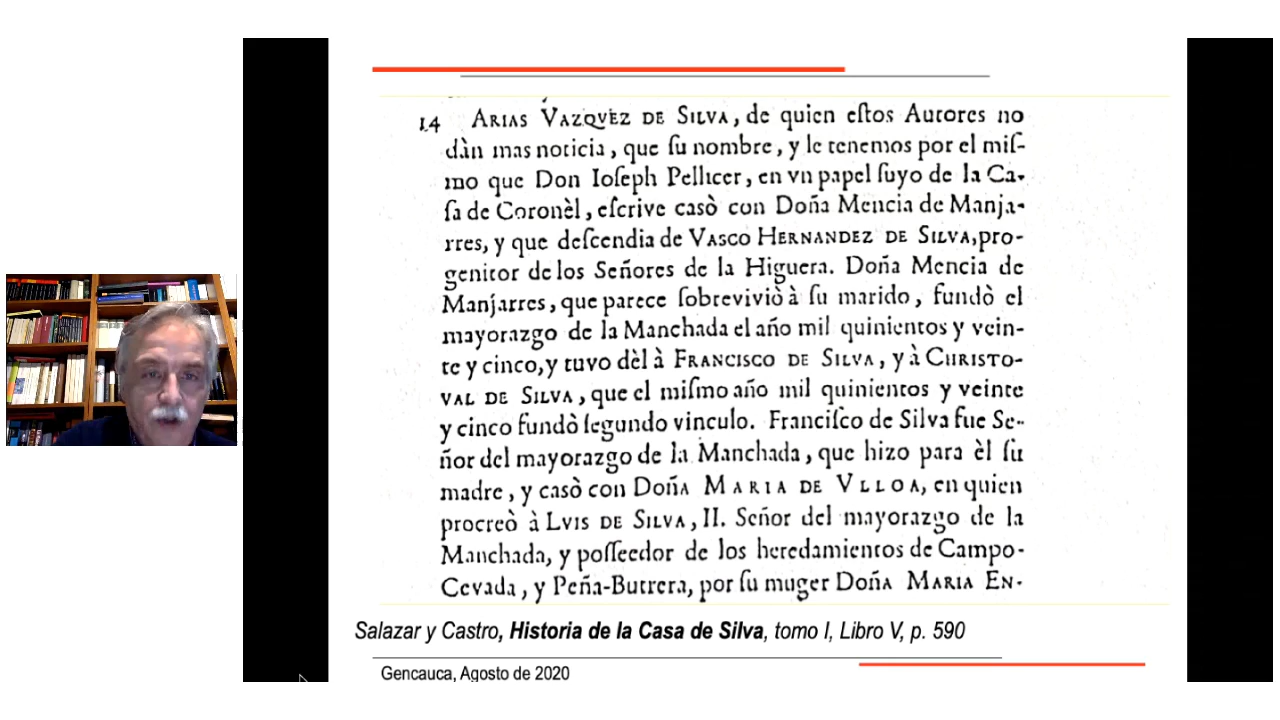 14 ARIAS VAZQVEZ DE SILVA, de quien eſtos Autores no
dàn mas noticia, que ſu nombre, y le tenemos por el miſ-
mo que Don Ioſeph Pellicer, en vn papel ſuyo de la Ca-
ſa de Coronèl, eſcrive casò con Doña Mencia de Manja-
rres, y que deſcendia de VASCO HERNANDEZ DE SILVA, pro-
genitor de los Señores de la Higuera. Doña Mencia de
Manjarres, que parece ſobrevivió à ſu marido, fundò el
mayorazgo de la Manchada el año mil quinientos y vein-
te y cinco, y tuvo dèl à FRANCISCO DE SILVA, y à CHRISTO-
VAL DE SILVA, que el miſmo año mil quinientos y veinte
y cinco fundò ſegundo vinculo. Franciſco de Silva fue Se-
ñor del mayorazgo de la Manchada, que hizo para èl ſu
madre, y casò con Doña MARIA DE VLLOA, en quien
procreò à LVIS DE SILVA, II. Señor del mayorazgo de la
Manchada, y poſſeedor de los heredamientos de Campo-
Cevada, y Peña-Butrera, por ſu muger Doña MARIA EN-
Salazar y Castro, Historia de la Casa de Silva, tomo I, Libro V, p. 590
Gencauca, Agosto de 2020